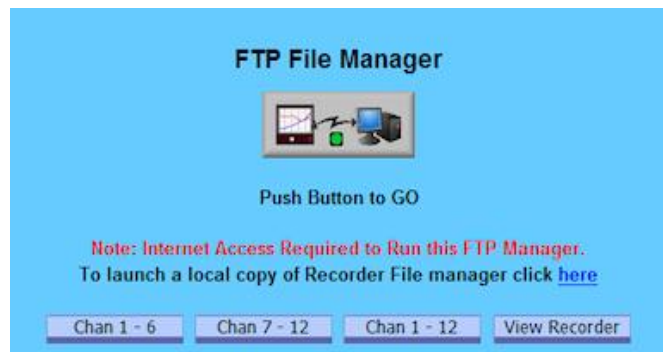 FTP File Manager
Push Button to GO
Note: Internet Access Required to Run this FTP Manager.
To launch a local copy of Recorder File manager click here
Chan 1 - 6 Chan 7 - 12 Chan 1 - 12 View Recorder